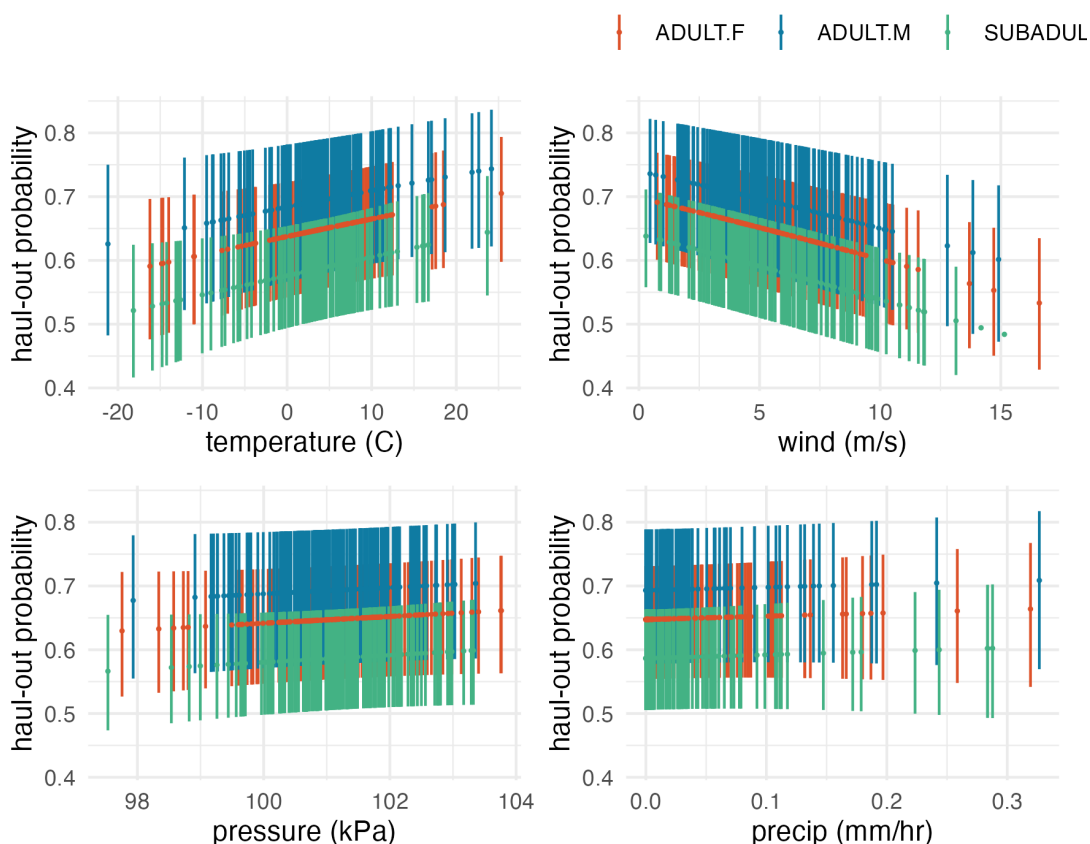 ADULT.F ADULT.M SUBADUL
haul-out probability
0.8
0.7
0.6
0.5
0.4
-20 -10 0 10 20
temperature (C)
haul-out probability
0.8
0.7
0.6
0.5
0.4
0 5 10 15
wind (m/s)
haul-out probability
0.8
0.7
0.6
0.5
0.4
98 100 102 104
pressure (kPa)
haul-out probability
0.8
0.7
0.6
0.5
0.4
0.0 0.1 0.2 0.3
precip (mm/hr)